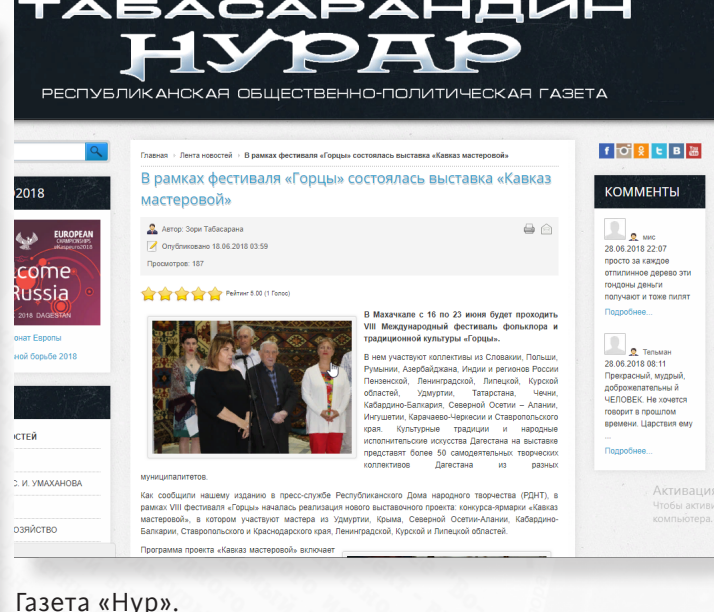 ТАБАСАРАНДИН
НУРАР
РЕСПУБЛИКАНСКАЯ ОБЩЕСТВЕННО-ПОЛИТИЧЕСКАЯ ГАЗЕТА
Главная › Лента новостей › В рамках фестиваля «Горцы» состоялась выставка «Кавказ мастеровой»
В рамках фестиваля «Горцы» состоялась выставка «Кавказ
мастеровой»
Автор: Зори Табасарана
Опубликовано 18.06.2018 03:59
Просмотров: 187
Рейтинг 6.00 (1 Голос)
В Махачкале с 16 по 23 июня будет проходить
VIII Международный фестиваль фольклора и
традиционной культуры «Горцы».
В нем участвуют коллективы из Словакии, Польши,
Румынии, Азербайджана, Индии и регионов России
Пензенской, Ленинградской, Липецкой, Курской
областей, Удмуртии, Татарстана, Чечни,
Кабардино-Балкария, Северной Осетии – Алании,
Ингушетии, Карачаево-Черкесии и Ставропольского
края. Культурные традиции и народные
исполнительские искусства Дагестана на выставке
представят более 50 самодеятельных творческих
коллективов Дагестана из разных
муниципалитетов.
Как сообщили нашему изданию в пресс-службе Республиканского Дома народного творчества (РДНТ), в
рамках VIII фестиваля «Горцы» началась реализация нового выставочного проекта: конкурса-ярмарки «Кавказ
мастеровой», в котором участвуют мастера из Удмуртии, Крыма, Северной Осетии-Алании, Кабардино-
Балкарии, Ставропольского и Краснодарского края, Ленинградской, Курской и Липецкой областей.
Программа проекта «Кавказ мастеровой» включает
2018
EUROPEAN
CHAMPIONSHIPS
come
Russia
2018 DAGESTAN
онат Европы
ной борьбе 2018
ОСТЕЙ
С. И. УМАХАНОВА
ОЗЯЙСТВО
f t B
КОММЕНТЫ
мис
28.06.2018 22:07
просто за каждое
отпилинное дерево эти
гондоны деньги
получают и тоже пилят
Подробнее...
Тельман
28.06.2018 08:11
Прекрасный, мудрый,
доброжелательны й
ЧЕЛОВЕК. Не хочется
говорит в прошлом
времени. Царствия ему
...
Подробнее...
Активация
Чтобы активи
компьютера.
Газета «Нур».